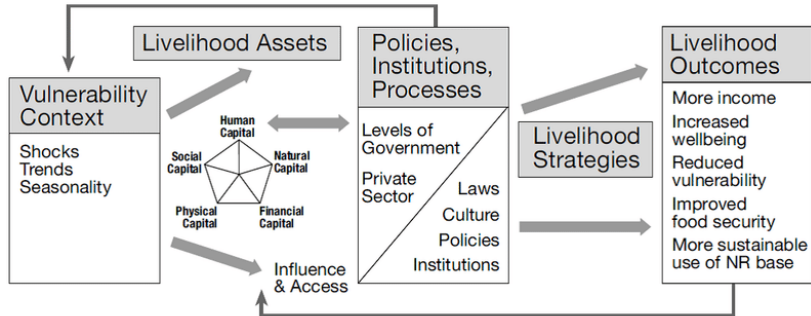 Livelihood Assets
Vulnerability
Context
Shocks
Trends
Seasonality
Human
Capital
Social
Capital
Natural
Capital
Physical
Capital
Financial
Capital
Influence
& Access
Policies,
Institutions,
Processes
Levels of
Government
Private
Sector
Laws
Culture
Policies
Institutions
Livelihood
Strategies
Livelihood
Outcomes
More income
Increased
wellbeing
Reduced
vulnerability
Improved
food security
More sustainable
use of NR base